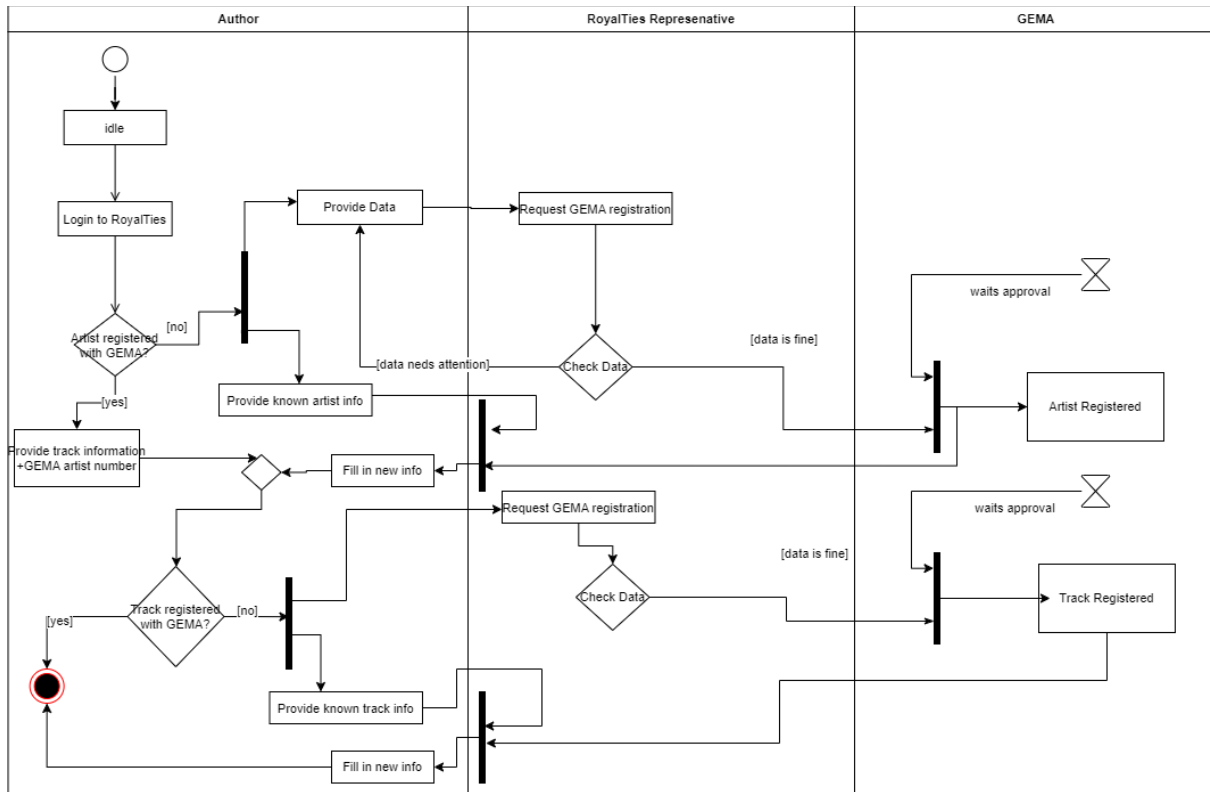 Author
RoyalTies Represenative
GEMA
idle
Login to RoyalTies
Provide Data
Request GEMA registration
waits approval
Artist registered
with GEMA?
[no]
[data is fine]
[data neds attention]
Check Data
[yes]
Provide known artist info
Artist Registered
Provide track information
+GEMA artist number
Fill in new info
Request GEMA registration
waits approval
[data is fine]
Track registered
with GEMA?
[yes]
[no]
Check Data
Track Registered
Provide known track info
Fill in new info